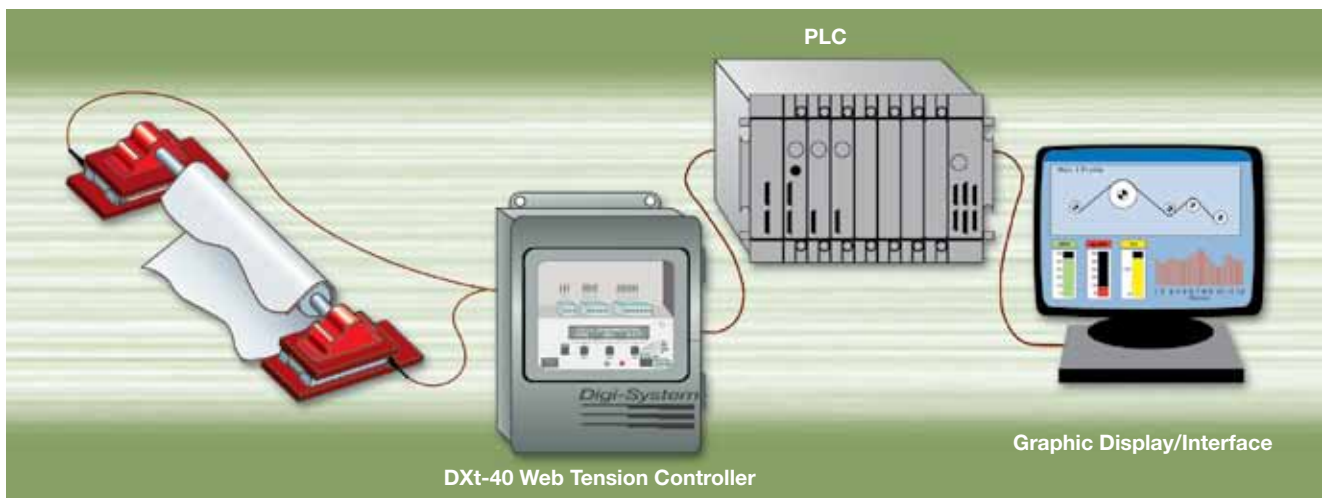 PLC
Digi-System
Graphic Display/Interface
DXt-40 Web Tension Controller